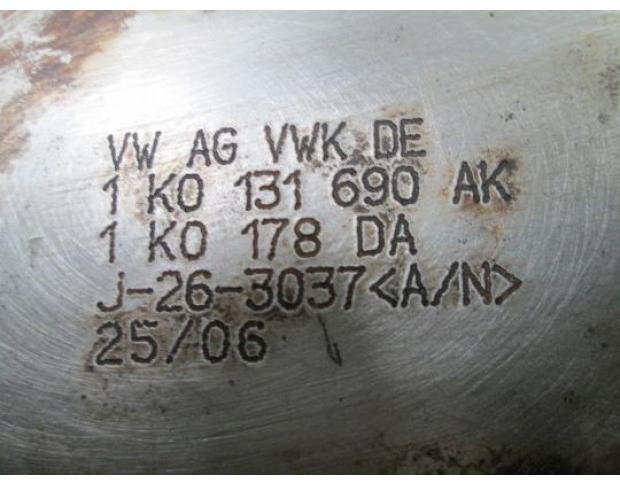 VW AG VWK DE
1 K0 131 690 AK
1 K0 178 DA
J-26-3037<A/N>
25/06